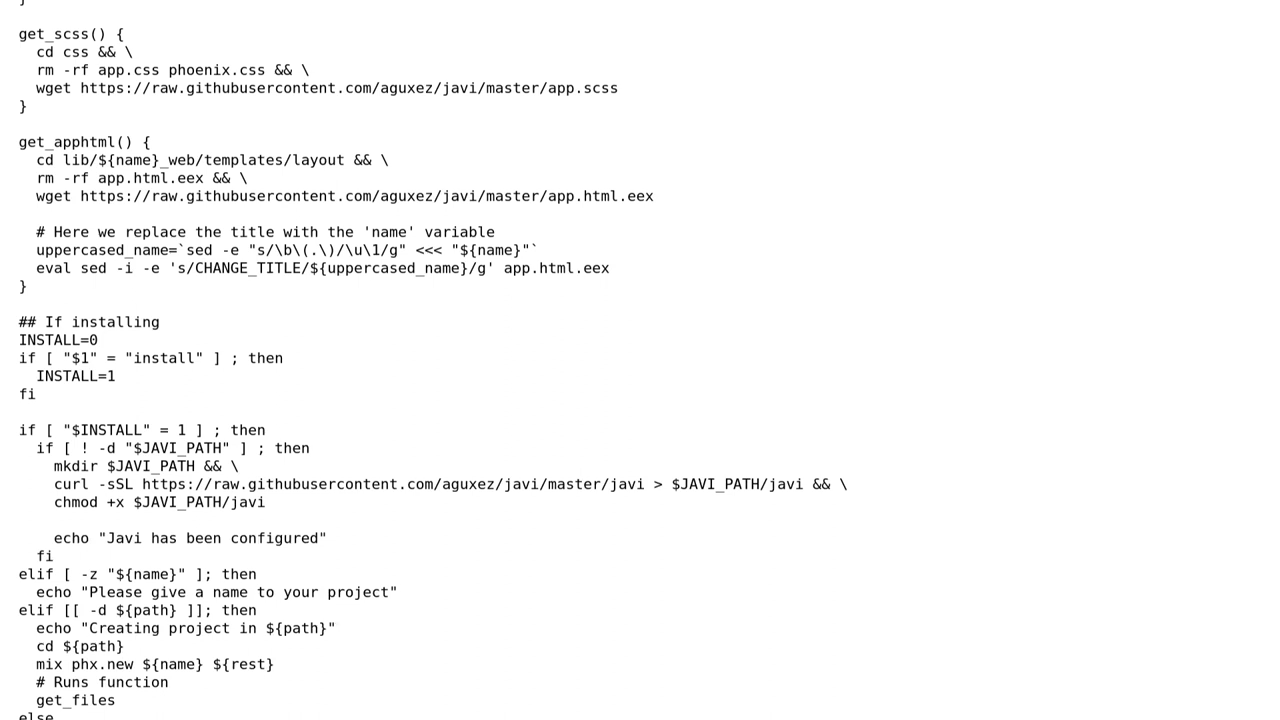 }
get_scss() {
  cd css && \
  rm -rf app.css phoenix.css && \
  wget https://raw.githubusercontent.com/aguxez/javi/master/app.scss
}
get_apphtml() {
  cd lib/${name}_web/templates/layout && \
  rm -rf app.html.eex && \
  wget https://raw.githubusercontent.com/aguxez/javi/master/app.html.eex
  # Here we replace the title with the 'name' variable
  uppercased_name=`sed -e "s/\b\(.\)/\u\1/g" <<< "${name}"`
  eval sed -i -e 's/CHANGE_TITLE/${uppercased_name}/g' app.html.eex
}
## If installing
INSTALL=0
if [ "$1" = "install" ] ; then
  INSTALL=1
fi
if [ "$INSTALL" = 1 ] ; then
  if [ ! -d "$JAVI_PATH" ] ; then
    mkdir $JAVI_PATH && \
    curl -sSL https://raw.githubusercontent.com/aguxez/javi/master/javi > $JAVI_PATH/javi && \
    chmod +x $JAVI_PATH/javi
    echo "Javi has been configured"
  fi
elif [ -z "${name}" ]; then
  echo "Please give a name to your project"
elif [[ -d ${path} ]]; then
  echo "Creating project in ${path}"
  cd ${path}
  mix phx.new ${name} ${rest}
  # Runs function
  get_files
else